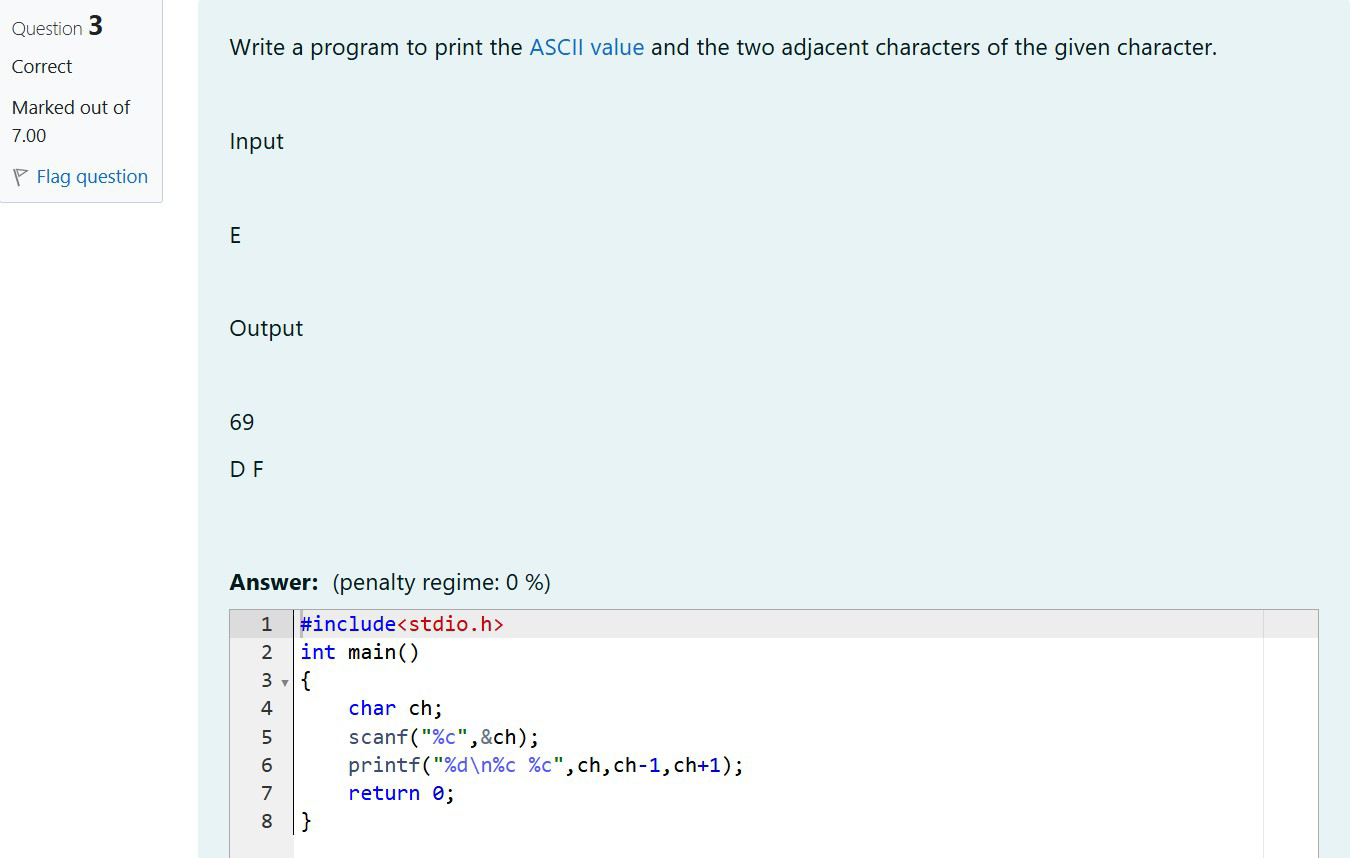 Question 3
Correct
Marked out of
7.00
Flag question
Write a program to print the ASCII value and the two adjacent characters of the given character.
Input
E
Output
69
D F
Answer: (penalty regime: 0 %)
1 #include<stdio.h>
2 int main()
3 {
4     char ch;
5     scanf("%c",&ch);
6     printf("%d\n%c %c",ch,ch-1,ch+1);
7     return 0;
8 }